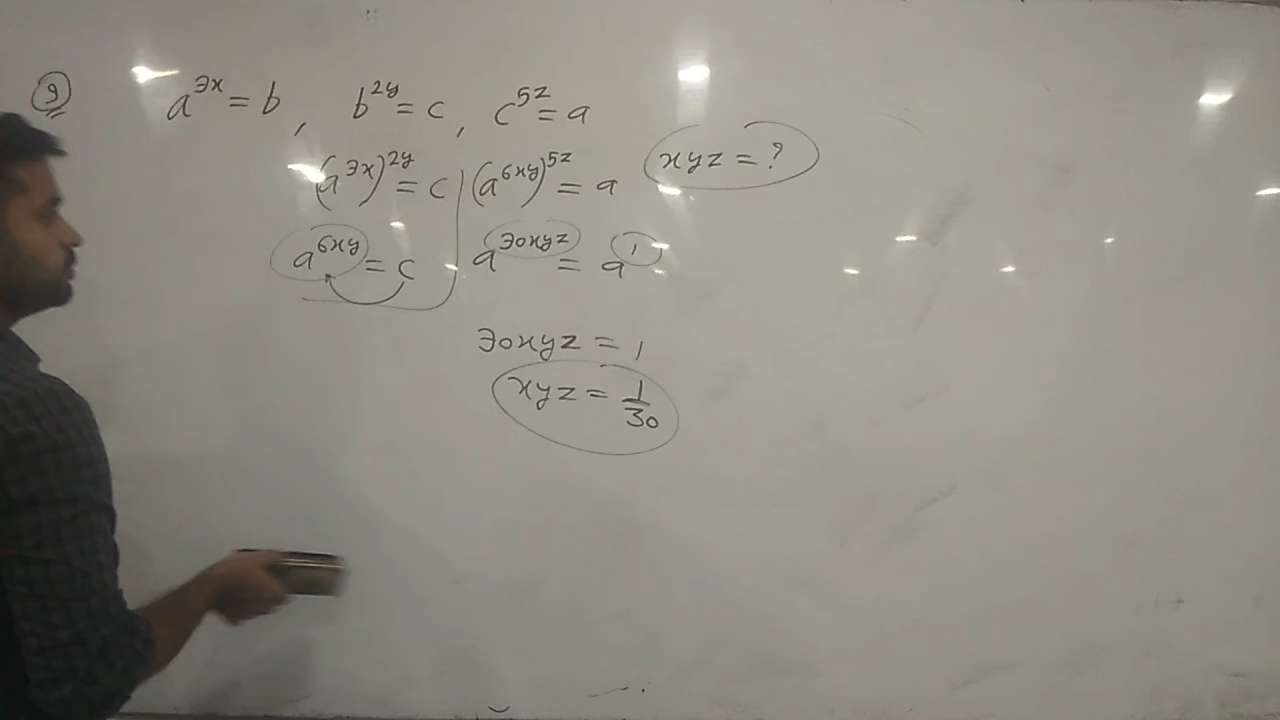 9
a^{3x} = b , b^{2y} = c , c^{5z} = a
xyz = ?
(a^{3x})^{2y} = c
a^{6xy} = c
(a^{6xy})^{5z} = a
a^{30xyz} = a^{1}
30xyz = 1
xyz = 1/30